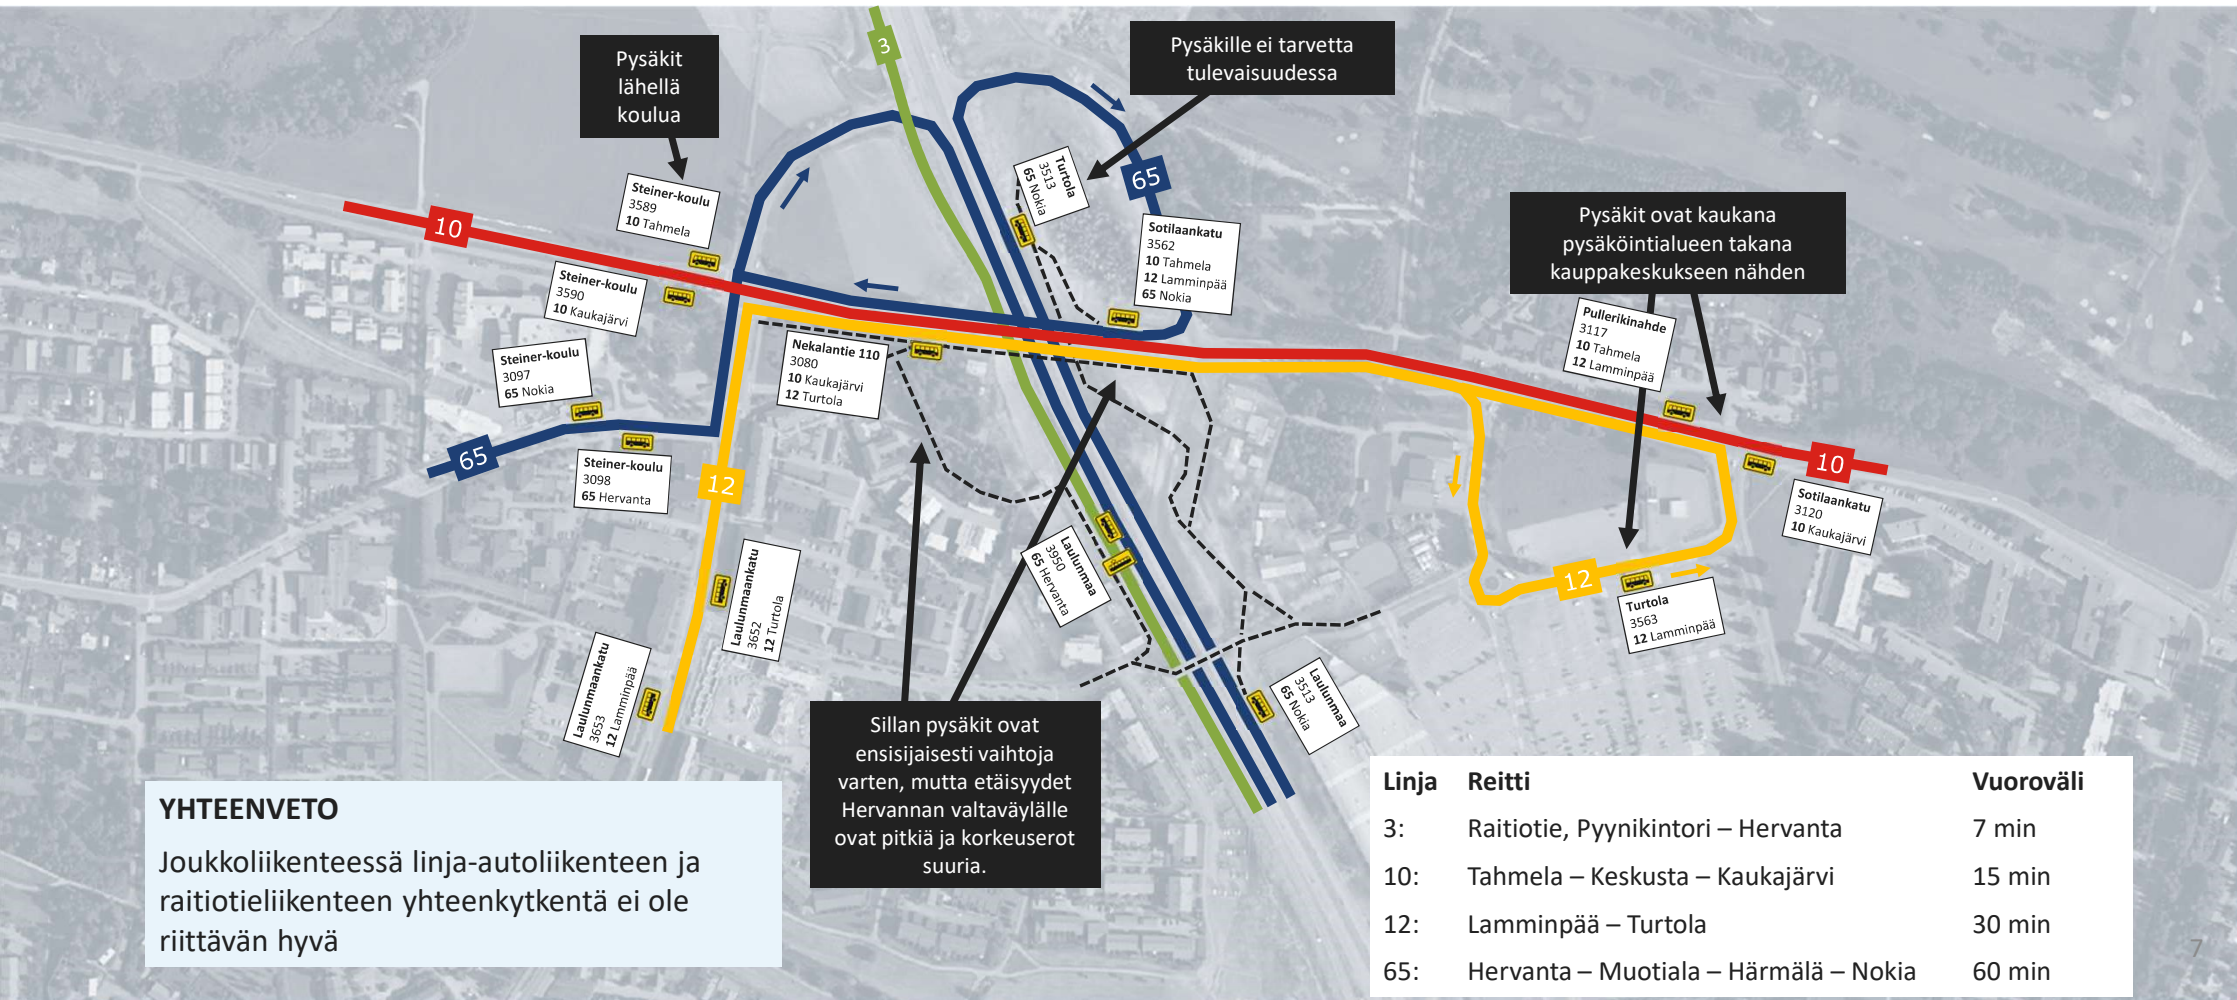 3
Pysäkit
lähellä
koulua
Pysäkille ei tarvetta
tulevaisuudessa
Turtola
3513
65 Nokia
65
Steiner-koulu
3589
10 Tahmela
10
Sotilaankatu
3562
10 Tahmela
12 Lamminpää
65 Nokia
Pysäkit ovat kaukana
pysäköintialueen takana
kauppakeskukseen nähden
Steiner-koulu
3590
10 Kaukajärvi
Pullerikinahde
3117
10 Tahmela
12 Lamminpää
Steiner-koulu
3097
65 Nokia
Nekalantie 110
3080
10 Kaukajärvi
12 Turtola
65
Steiner-koulu
3098
65 Hervanta
12
10
Sotilaankatu
3120
10 Kaukajärvi
Laulunmaa
3950
65 Hervanta
Laulunmaankatu
3652
12 Turtola
12
Turtola
3563
12 Lamminpää
Laulunmaankatu
3653
12 Lamminpää
Laulunmaa
3513
65 Nokia
Sillan pysäkit ovat
ensisijaisesti vaihtoja
varten, mutta etäisyydet
Hervannan valtaväylälle
ovat pitkiä ja korkeuserot
suuria.
YHTEENVETO
Joukkoliikenteessä linja-autoliikenteen ja
raitiotieliikenteen yhteenkytkentä ei ole
riittävän hyvä
Linja Reitti Vuoroväli
3: Raitiotie, Pyynikintori – Hervanta 7 min
10: Tahmela – Keskusta – Kaukajärvi 15 min
12: Lamminpää – Turtola 30 min
65: Hervanta – Muotiala – Härmälä – Nokia 60 min
7